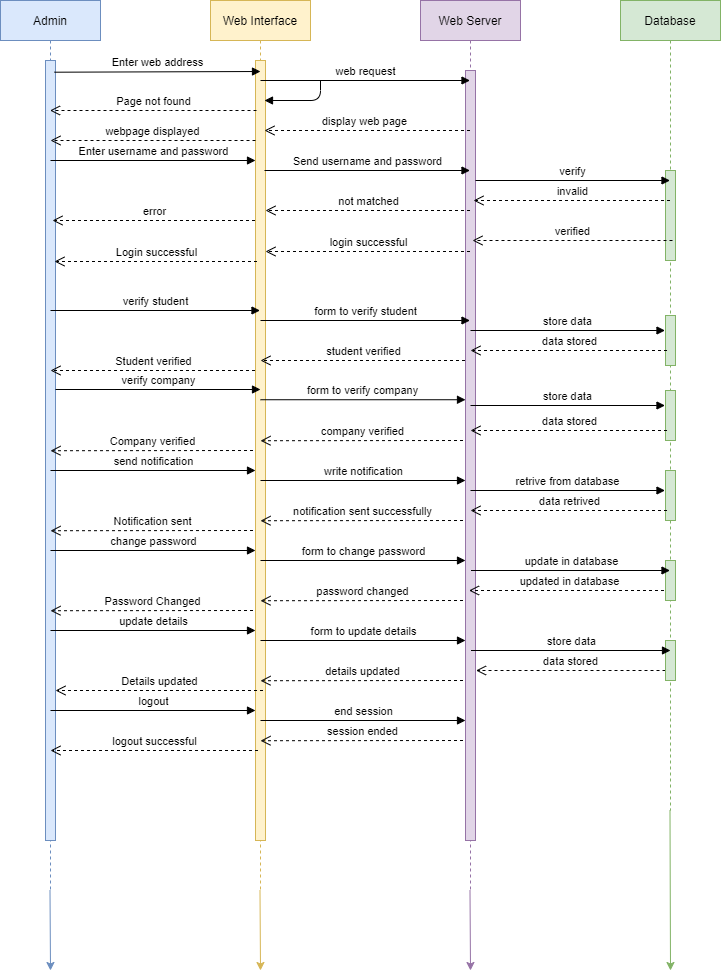 Admin
Web Interface
Web Server
Database
Enter web address
web request
Page not found
display web page
webpage displayed
Enter username and password
Send username and password
verify
invalid
not matched
error
verified
login successful
Login successful
verify student
form to verify student
store data
data stored
student verified
Student verified
verify company
form to verify company
store data
data stored
company verified
Company verified
send notification
write notification
retrive from database
data retrived
notification sent successfully
Notification sent
change password
form to change password
update in database
updated in database
password changed
Password Changed
update details
form to update details
store data
data stored
details updated
Details updated
logout
end session
session ended
logout successful